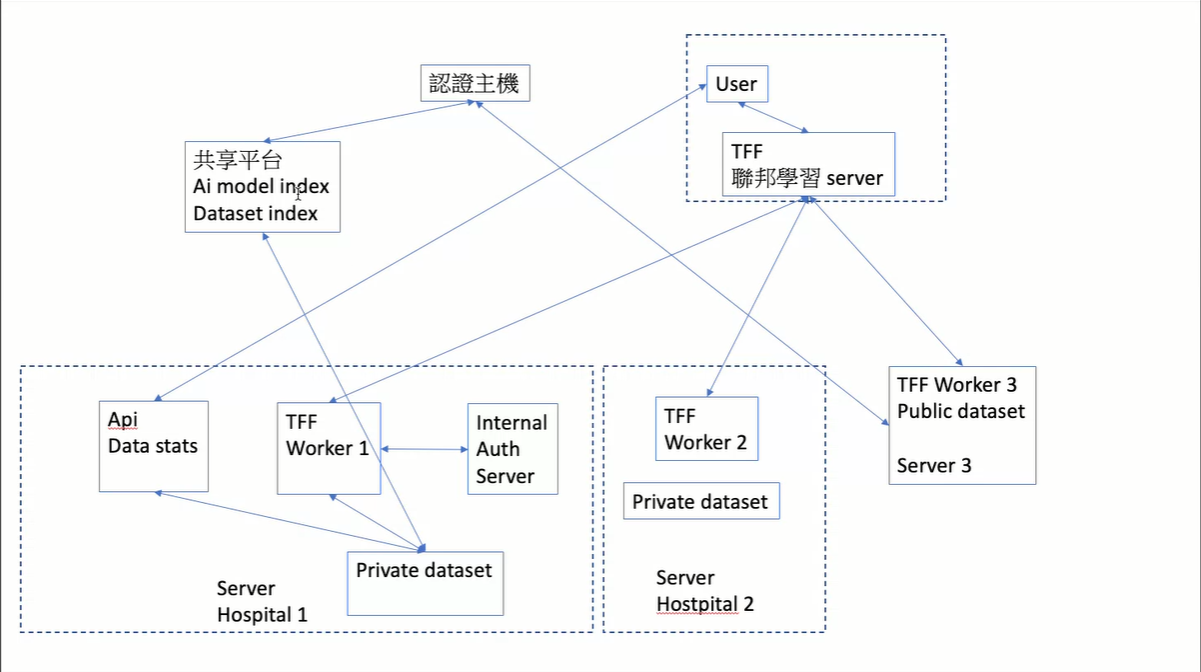 認證主機
User
TFF
聯邦學習 server
共享平台
Ai model index
Dataset index
Api
Data stats
TFF
Worker 1
Internal
Auth
Server
Private dataset
Server
Hospital 1
TFF
Worker 2
Private dataset
Server
Hostpital 2
TFF Worker 3
Public dataset
Server 3